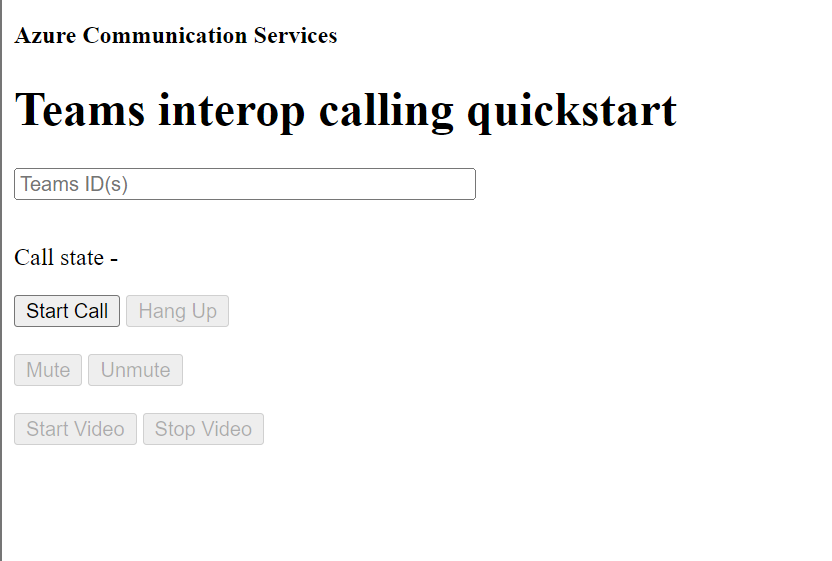 Azure Communication Services
Teams interop calling quickstart
Teams ID(s)
Call state -
Start Call Hang Up
Mute Unmute
Start Video Stop Video